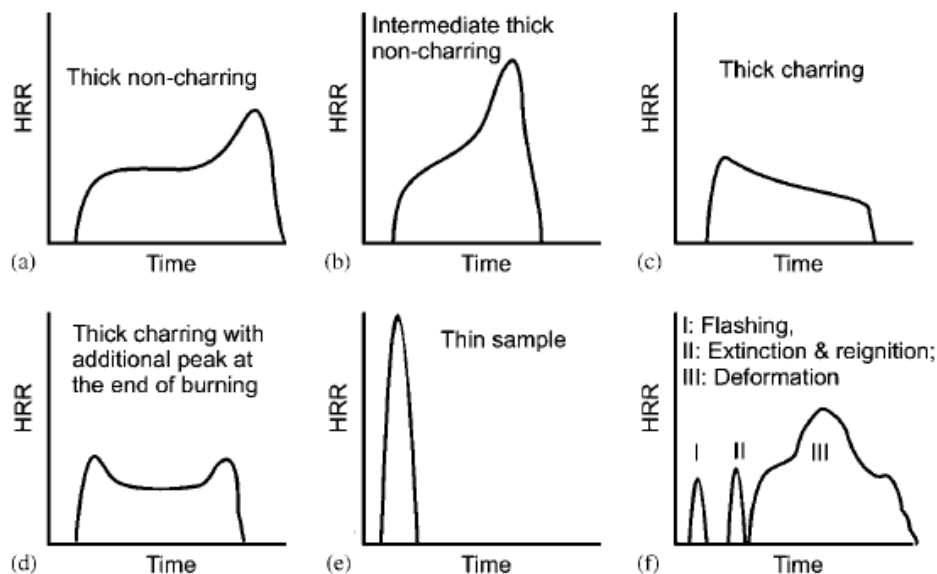 HRR
Thick non-charring
(a)
Time
HRR
Intermediate thick
non-charring
(b)
Time
HRR
Thick charring
(c)
Time
HRR
Thick charring with
additional peak at
the end of burning
(d)
Time
HRR
Thin sample
(e)
Time
HRR
I: Flashing,
II: Extinction & reignition;
III: Deformation
I
II
III
(f)
Time